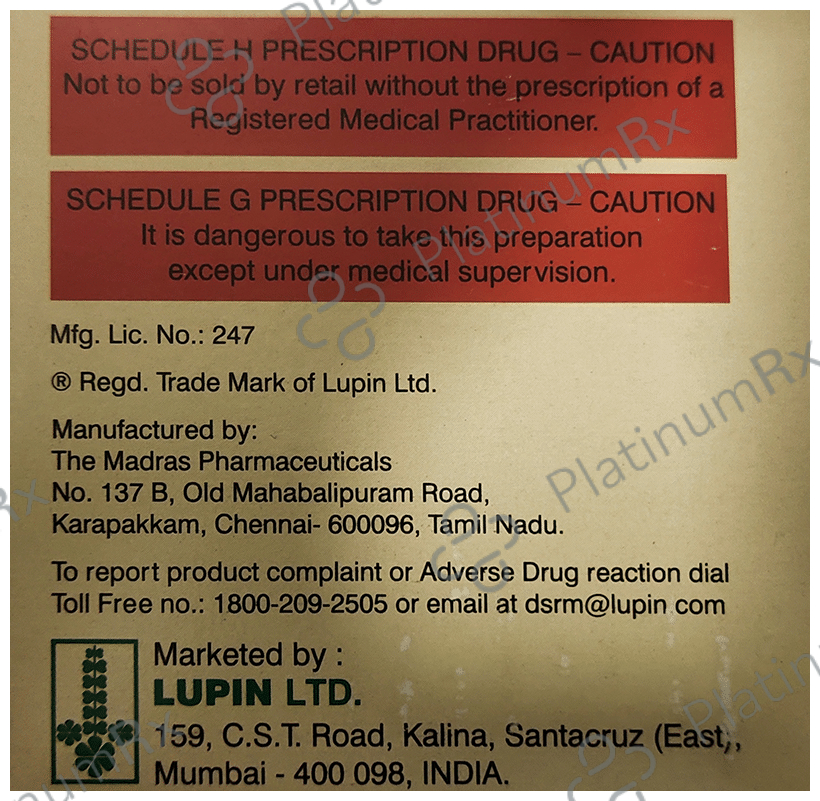 SCHEDULE H PRESCRIPTION DRUG – CAUTION
Not to be sold by retail without the prescription of a
Registered Medical Practitioner.
SCHEDULE G PRESCRIPTION DRUG – CAUTION
It is dangerous to take this preparation
except under medical supervision.
Mfg. Lic. No.: 247
® Regd. Trade Mark of Lupin Ltd.
Manufactured by:
The Madras Pharmaceuticals
No. 137 B, Old Mahabalipuram Road,
Karapakkam, Chennai- 600096, Tamil Nadu.
To report product complaint or Adverse Drug reaction dial
Toll Free no.: 1800-209-2505 or email at dsrm@lupin.com
Marketed by :
LUPIN LTD.
159, C.S.T. Road, Kalina, Santacruz (East),
Mumbai - 400 098, INDIA.
PlatinumRx
PlatinumRx
PlatinumRx